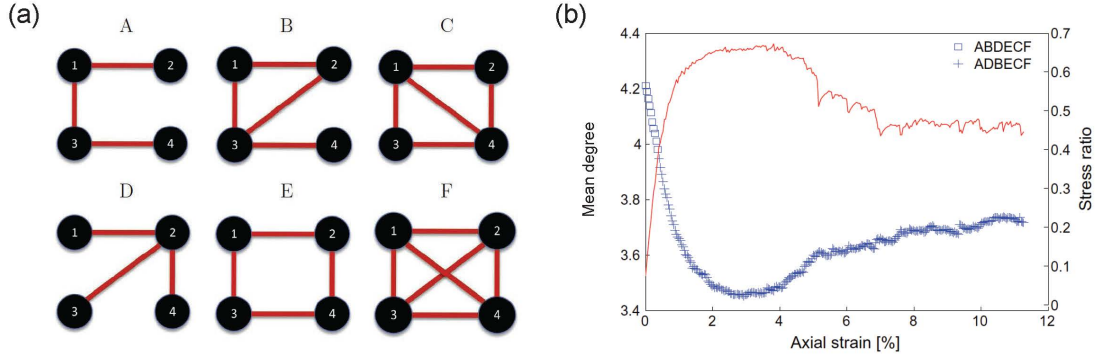 (a)
A B C
1 2 1 2 1 2
3 4 3 4 3 4
D E F
1 2 1 2 1 2
3 4 3 4 3 4
(b)
4.4 0.7
ABDECF
ADBECF
0.6
4.2
0.5
4
0.4
Mean degree
Stress ratio
3.8 0.3
0.2
3.6
0.1
3.4 0
0 2 4 6 8 10 12
Axial strain [%]